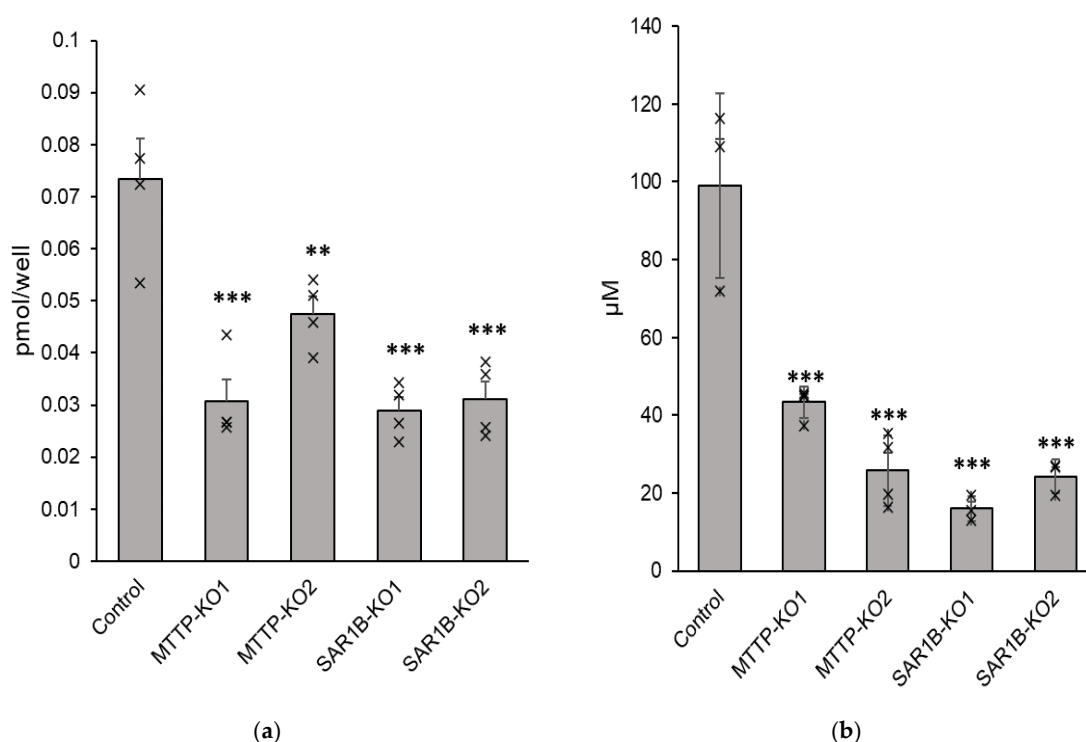 0.1
0.09
0.08
0.07
0.06
0.05
0.04
0.03
0.02
0.01
0
pmol/well
***
**
***
***
Control
MTTP-KO1
MTTP-KO2
SAR1B-KO1
SAR1B-KO2
(a)
140
120
100
80
60
40
20
0
µM
***
***
***
***
Control
MTTP-KO1
MTTP-KO2
SAR1B-KO1
SAR1B-KO2
(b)